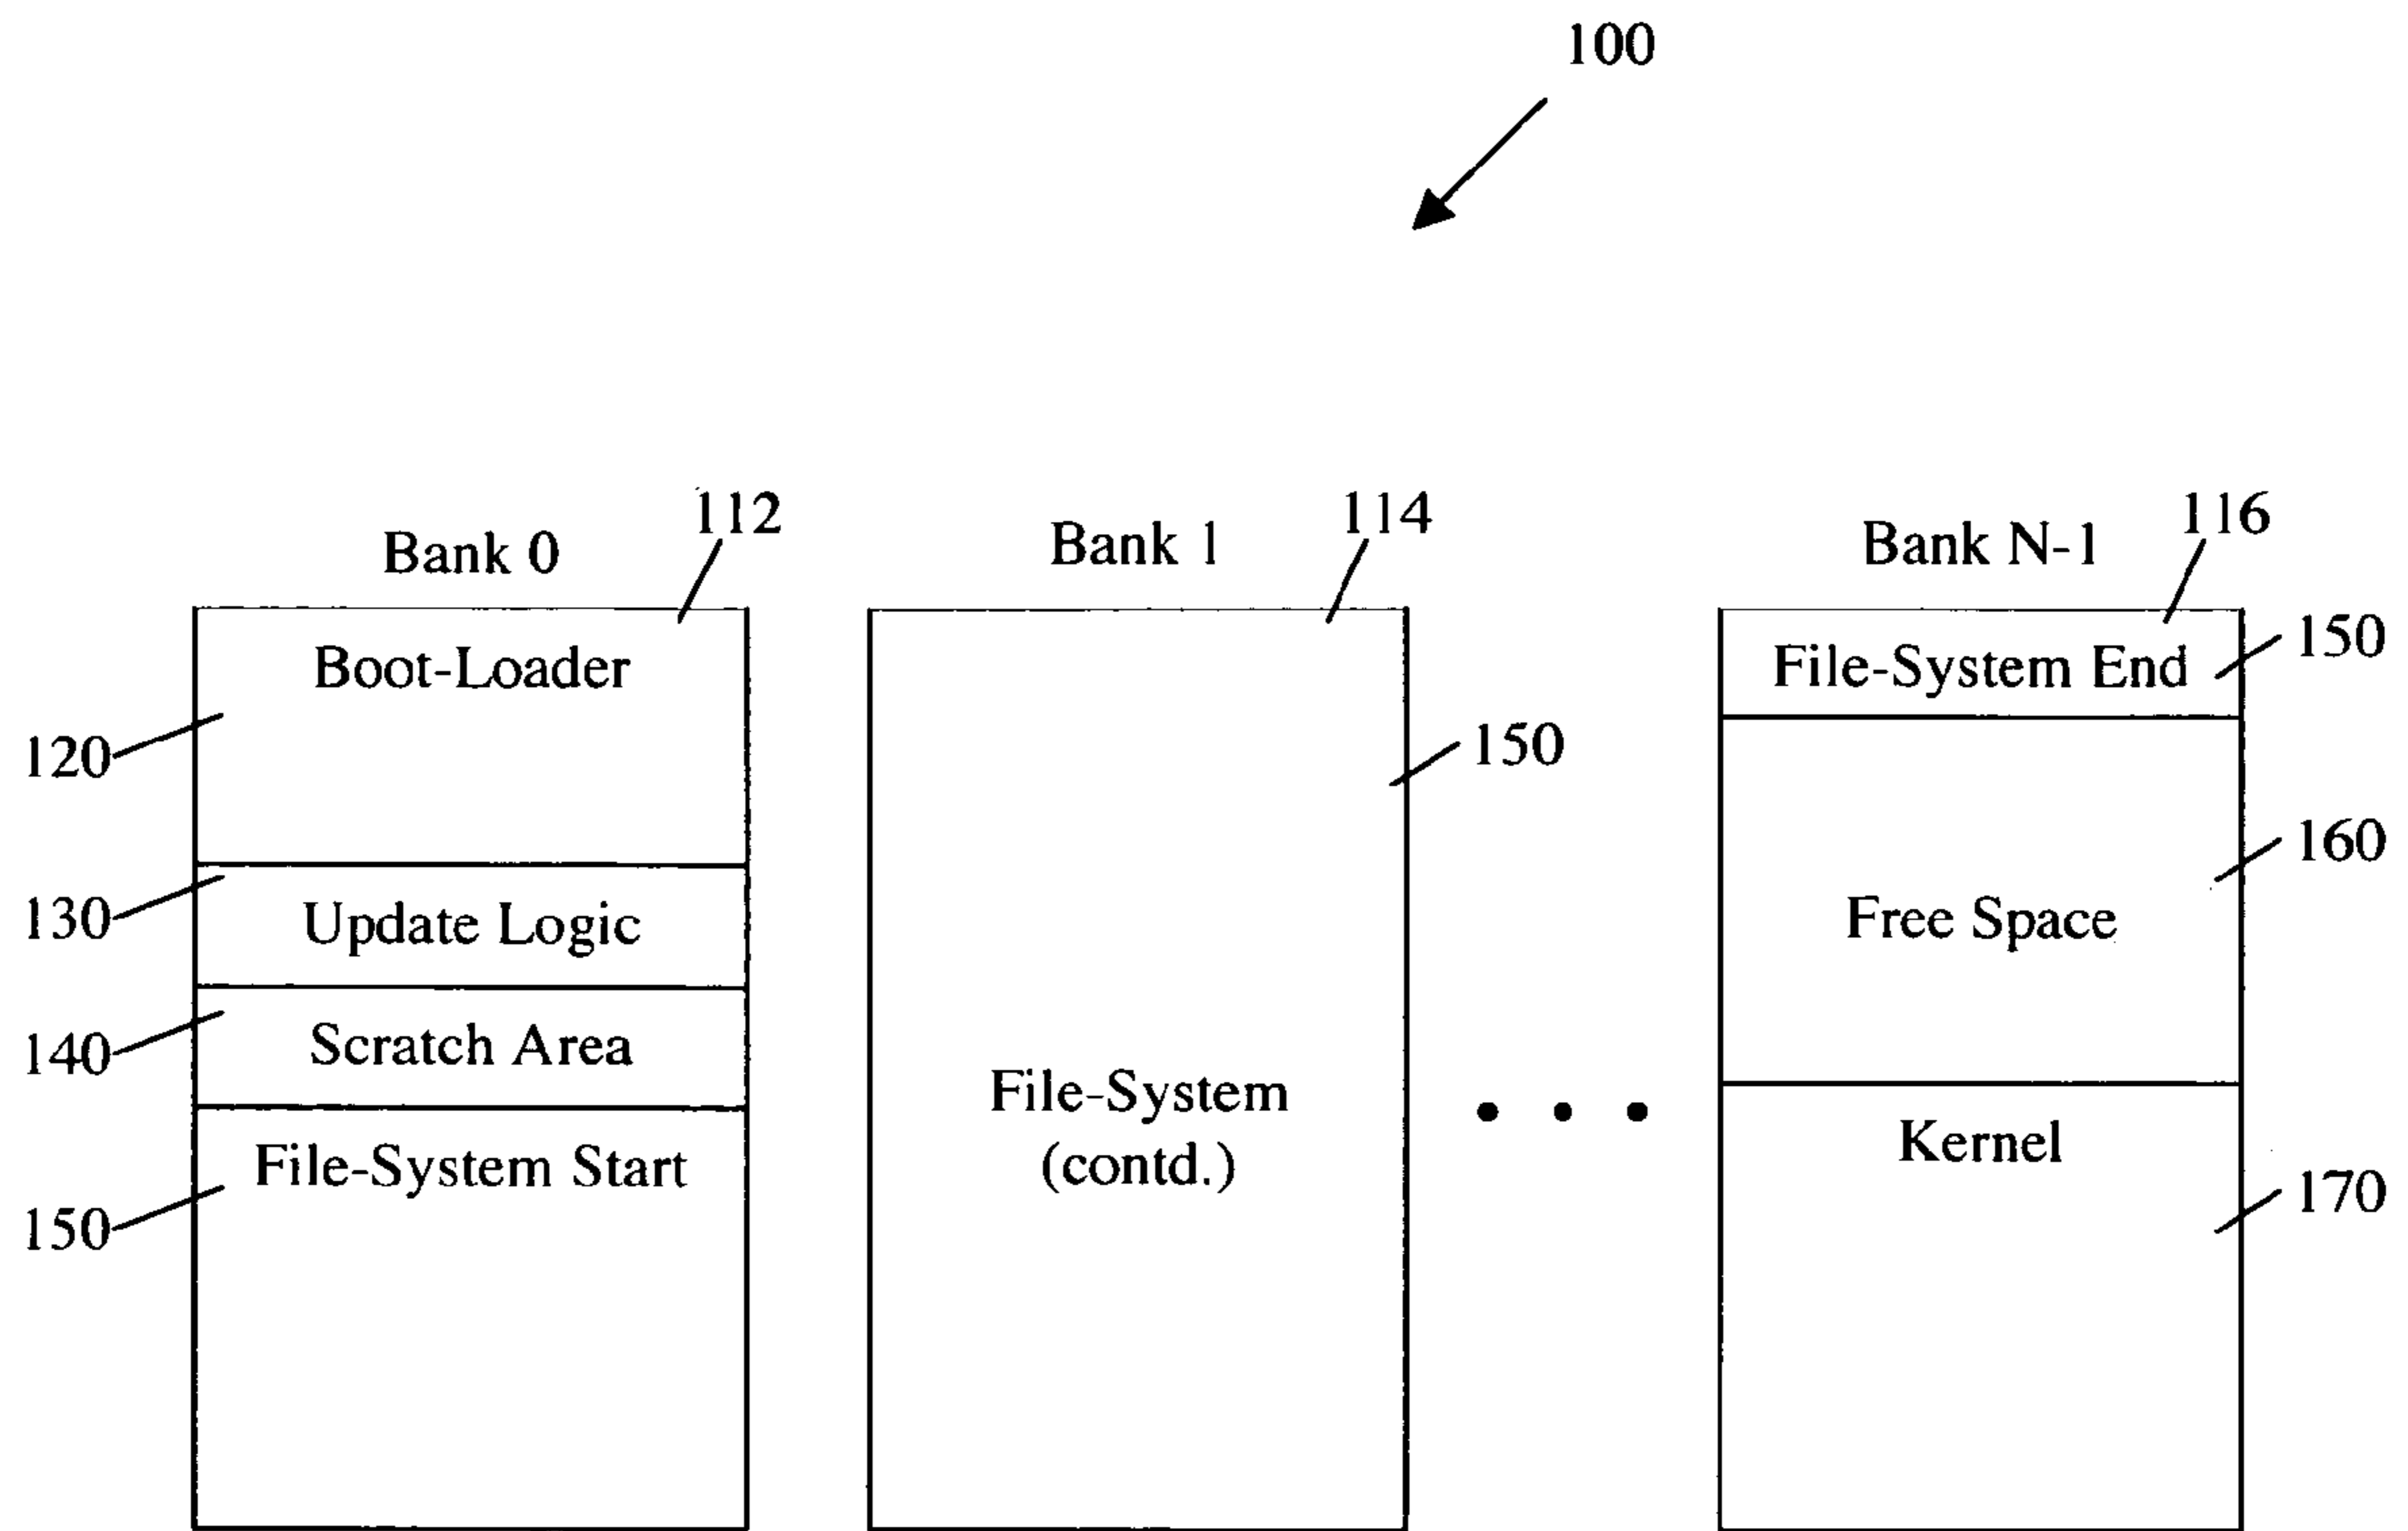 100
112
114
116
Bank 0
Bank 1
Bank N-1
Boot-Loader
File-System End
150
120
150
160
130
Update Logic
Free Space
140
Scratch Area
File-System
(contd.)
Kernel
File-System Start
150
170